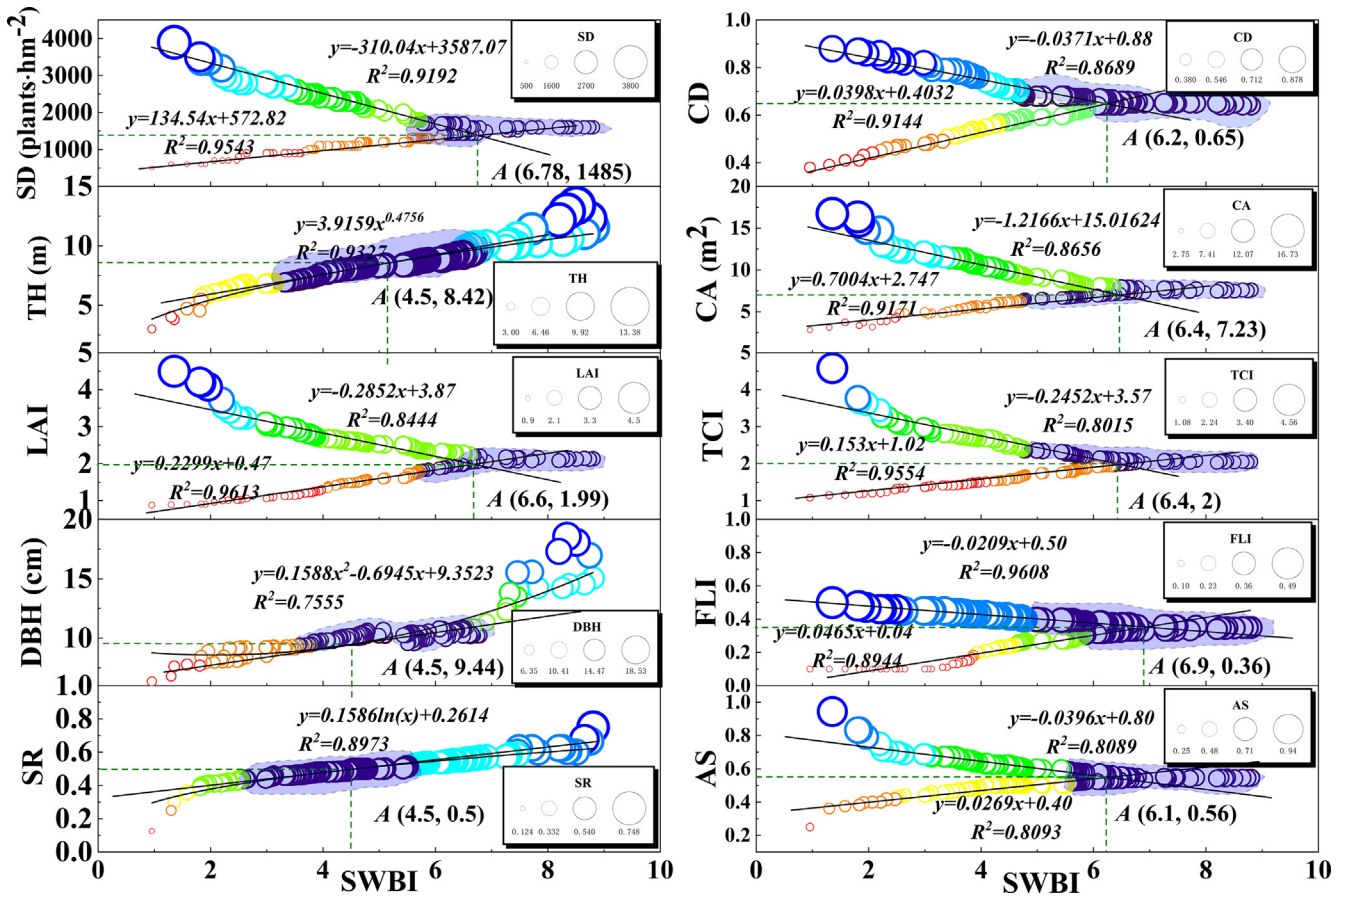 SD (plants·hm⁻²)
4000
3000
2000
1000
y=-310.04x+3587.07
R²=0.9192
y=134.54x+572.82
R²=0.9543
A (6.78, 1485)
SD
500 1600 2700 3800
TH (m)
15
10
5
y=3.9159x^0.4756
R²=0.9327
A (4.5, 8.42)
TH
3.00 6.46 9.92 13.38
LAI
5
4
3
2
1
y=-0.2852x+3.87
R²=0.8444
y=0.2299x+0.47
R²=0.9613
A (6.6, 1.99)
LAI
0.9 2.1 3.3 4.5
DBH (cm)
20
15
10
y=0.1588x²-0.6945x+9.3523
R²=0.7555
A (4.5, 9.44)
DBH
6.35 10.41 14.47 18.53
SR
1.0
0.8
0.6
0.4
0.2
0.0
y=0.1586ln(x)+0.2614
R²=0.8973
A (4.5, 0.5)
SR
0.124 0.332 0.540 0.748
0 2 4 6 8 10
SWBI
CD
1.0
0.8
0.6
0.4
y=-0.0371x+0.88
R²=0.8689
y=0.0398x+0.4032
R²=0.9144
A (6.2, 0.65)
CD
0.380 0.546 0.712 0.878
CA (m²)
20
15
10
5
y=-1.2166x+15.01624
R²=0.8656
y=0.7004x+2.747
R²=0.9171
A (6.4, 7.23)
CA
2.75 7.41 12.07 16.73
TCI
5
4
3
2
1
y=-0.2452x+3.57
R²=0.8015
y=0.153x+1.02
R²=0.9554
A (6.4, 2)
TCI
1.08 2.24 3.40 4.56
FLI
1.0
0.8
0.6
0.4
0.2
0.0
y=-0.0209x+0.50
R²=0.9608
y=0.0465x+0.04
R²=0.8944
A (6.9, 0.36)
FLI
0.10 0.23 0.36 0.49
AS
0.8
0.6
0.4
0.2
y=-0.0396x+0.80
R²=0.8089
y=0.0269x+0.40
R²=0.8093
A (6.1, 0.56)
AS
0.25 0.48 0.71 0.94
0 2 4 6 8 10
SWBI